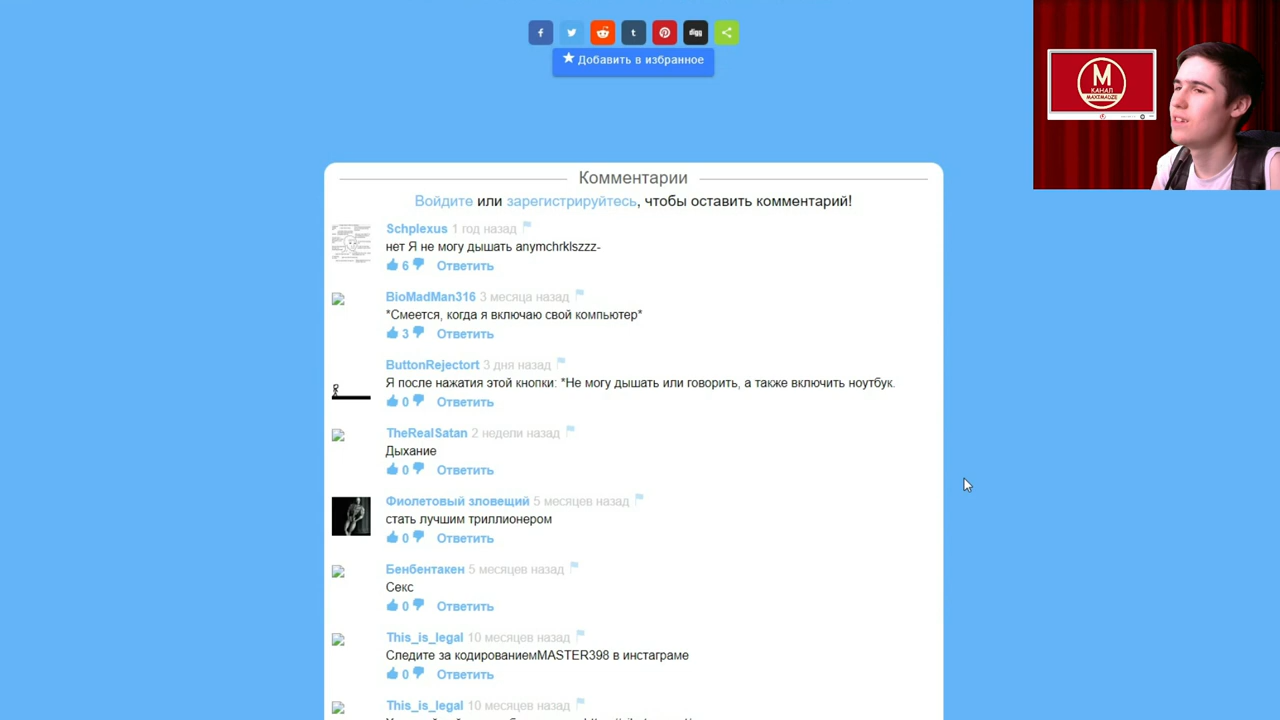 f
t
digg
★ Добавить в избранное
M
КАНАЛ
MAXIMADZE
Комментарии
Войдите или зарегистрируйтесь, чтобы оставить комментарий!
Schplexus 1 год назад
нет Я не могу дышать anymchrklszzz-
6 Ответить
BioMadMan316 3 месяца назад
*Смеется, когда я включаю свой компьютер*
3 Ответить
ButtonRejectort 3 дня назад
Я после нажатия этой кнопки: *Не могу дышать или говорить, а также включить ноутбук.
0 Ответить
TheRealSatan 2 недели назад
Дыхание
0 Ответить
Фиолетовый зловещий 5 месяцев назад
стать лучшим триллионером
0 Ответить
Бенбентакен 5 месяцев назад
Секс
0 Ответить
This_is_legal 10 месяцев назад
Следите за кодированиемMASTER398 в инстаграме
0 Ответить
This_is_legal 10 месяцев назад